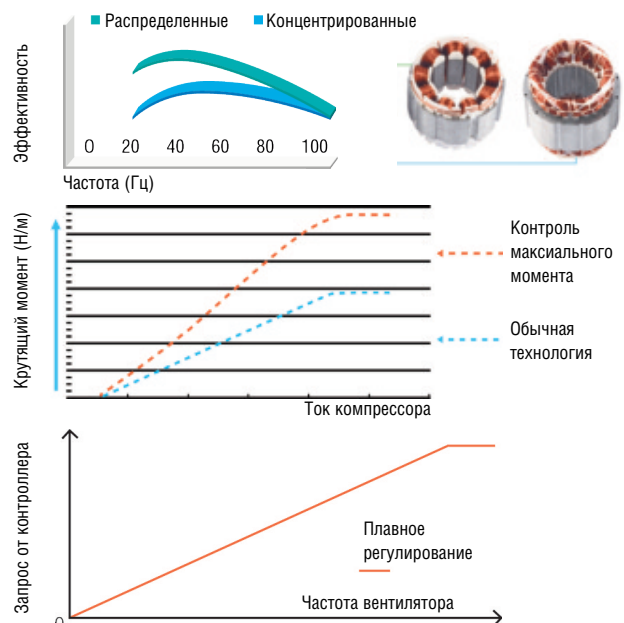 Распределенные Концентрированные
Эффективность
0 20 40 60 80 100
Частота (Гц)
Крутящий момент (Н/м)
Контроль
максиального
момента
Обычная
технология
Ток компрессора
Запрос от контроллера
Плавное
регулирование
Частота вентилятора
0